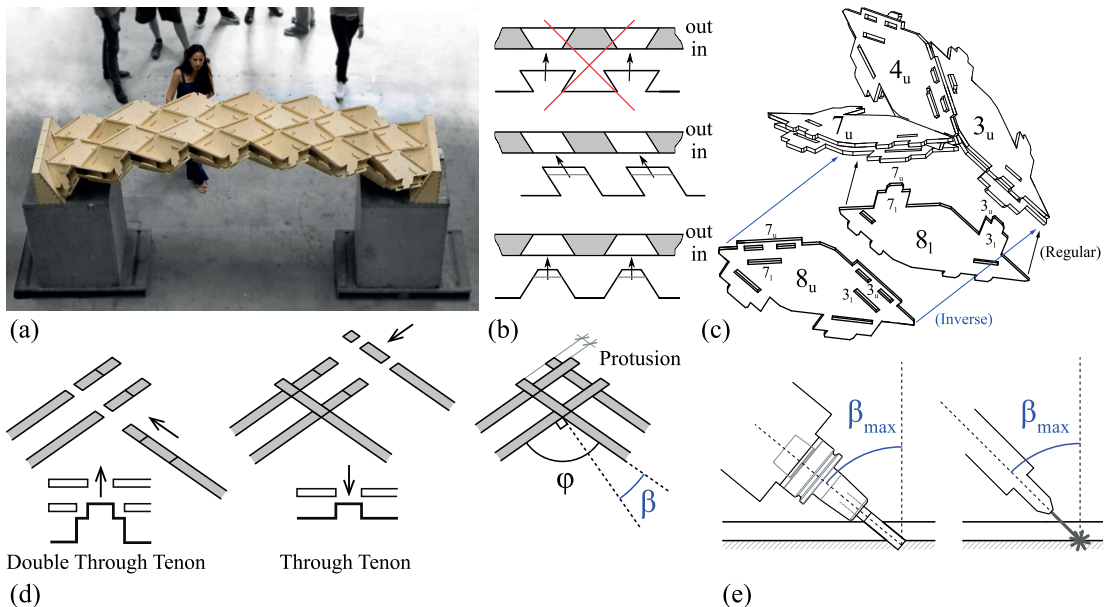 out
in
out
in
out
in
(a)
(b)
4u
3u
7u
7u
7l
3u
3l
8l
(Regular)
7u
7l
8u
3l
3u
(Inverse)
(c)
Protusion
φ
β
Double Through Tenon
Through Tenon
(d)
βmax
βmax
(e)